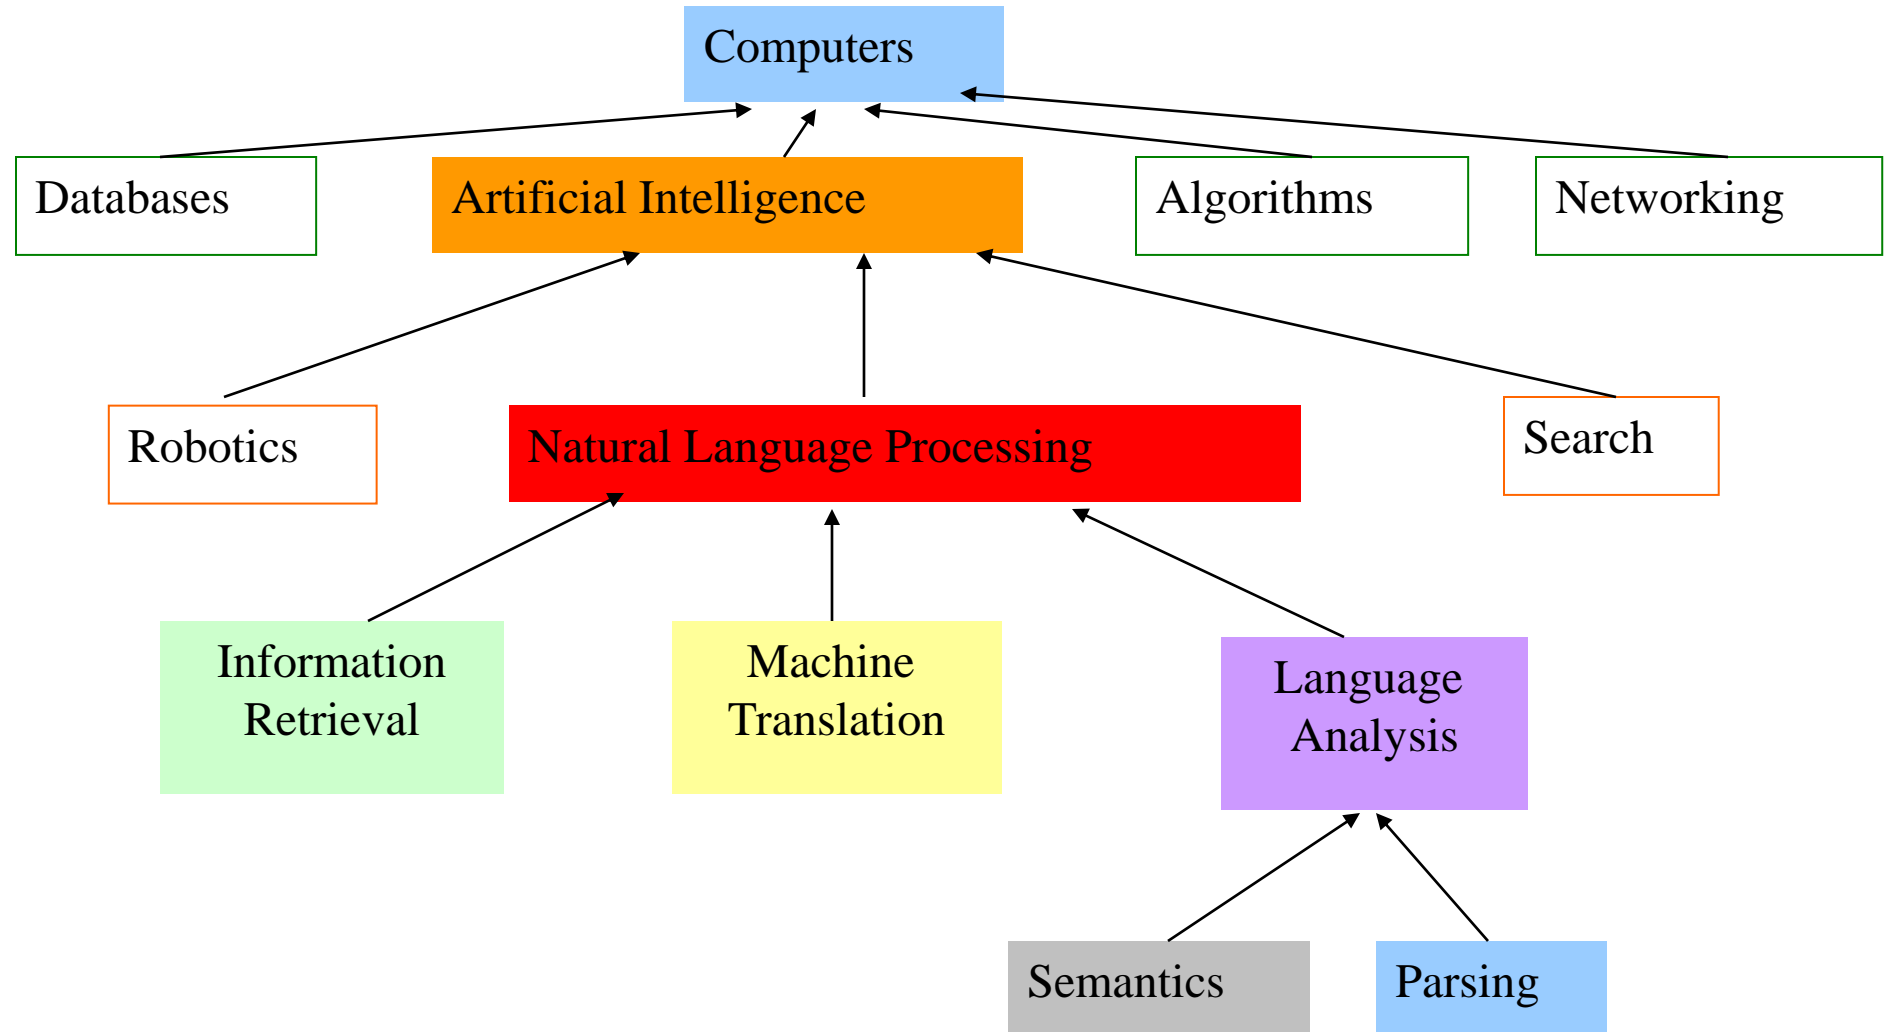 Computers
Databases
Artificial Intelligence
Algorithms
Networking
Robotics
Natural Language Processing
Search
Information
Retrieval
Machine
Translation
Language
Analysis
Semantics
Parsing